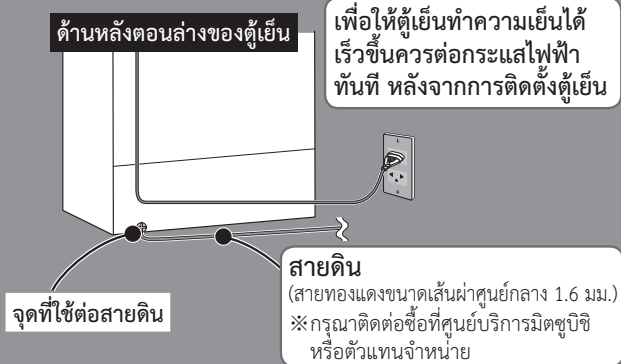 ด้านหลังตอนล่างของตู้เย็น
เพื่อให้ตู้เย็นทำความเย็นได้
เร็วขึ้นควรต่อกระแสไฟฟ้า
ทันที หลังจากการติดตั้งตู้เย็น
สายดิน
(สายทองแดงขนาดเส้นผ่าศูนย์กลาง 1.6 มม.)
※กรุณาติดต่อซื้อที่ศูนย์บริการมิตซูบิชิ
หรือตัวแทนจำหน่าย
จุดที่ใช้ต่อสายดิน